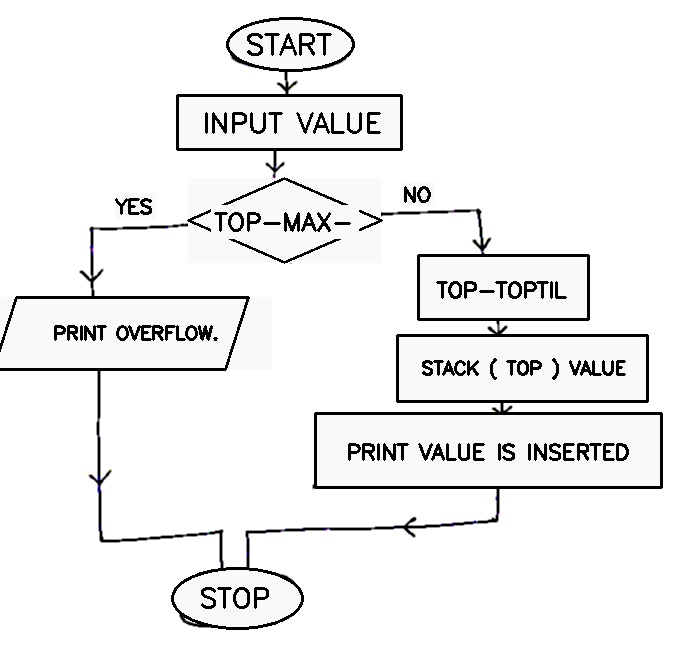 START
INPUT VALUE
TOP-MAX-
YES
NO
PRINT OVERFLOW.
TOP-TOPTIL
STACK ( TOP ) VALUE
PRINT VALUE IS INSERTED
STOP